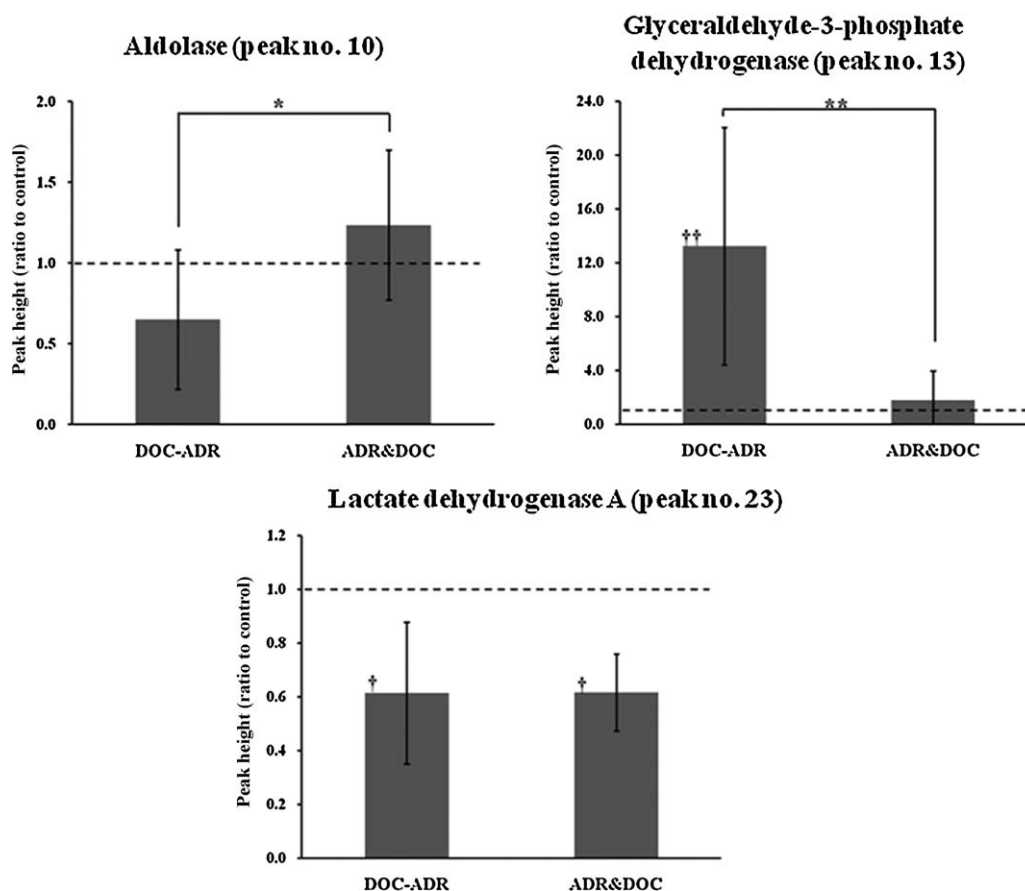 Aldolase (peak no. 10)
Peak height (ratio to control)
2.0
1.5
1.0
0.5
0.0
*
DOC-ADR
ADR&DOC
Glyceraldehyde-3-phosphate
dehydrogenase (peak no. 13)
Peak height (ratio to control)
24.0
20.0
16.0
12.0
8.0
4.0
0.0
**
††
DOC-ADR
ADR&DOC
Lactate dehydrogenase A (peak no. 23)
Peak height (ratio to control)
1.2
1.0
0.8
0.6
0.4
0.2
0.0
†
†
DOC-ADR
ADR&DOC